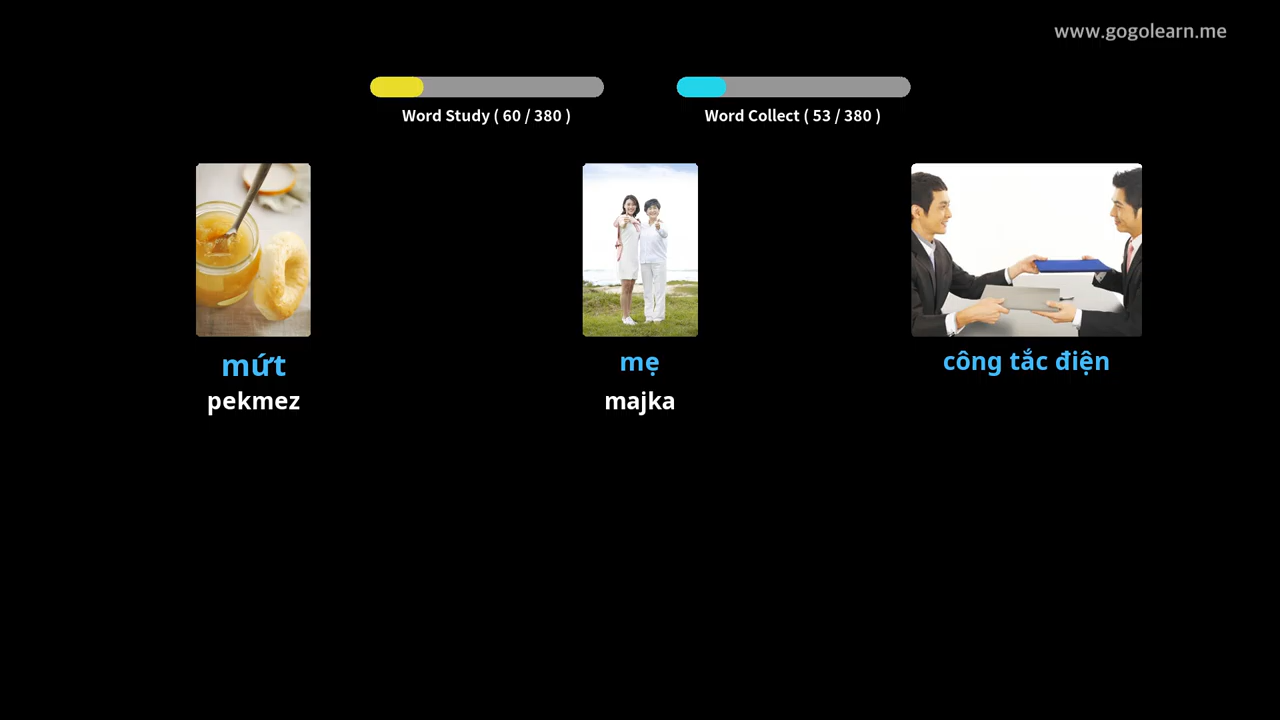 www.gogolearn.me
Word Study ( 60 / 380 )
Word Collect ( 53 / 380 )
mứt
pekmez
mẹ
majka
công tắc điện